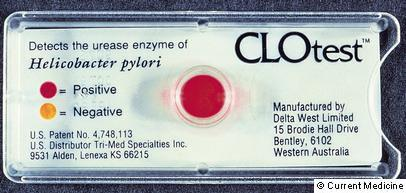 Detects the urease enzyme of
Helicobacter pylori
CLOtest™
= Positive
= Negative
U.S. Patent No. 4,748,113
U.S. Distributor Tri-Med Specialties Inc.
9531 Alden, Lenexa KS 66215
Manufactured by
Delta West Limited
15 Brodie Hall Drive
Bentley, 6102
Western Australia
© Current Medicine